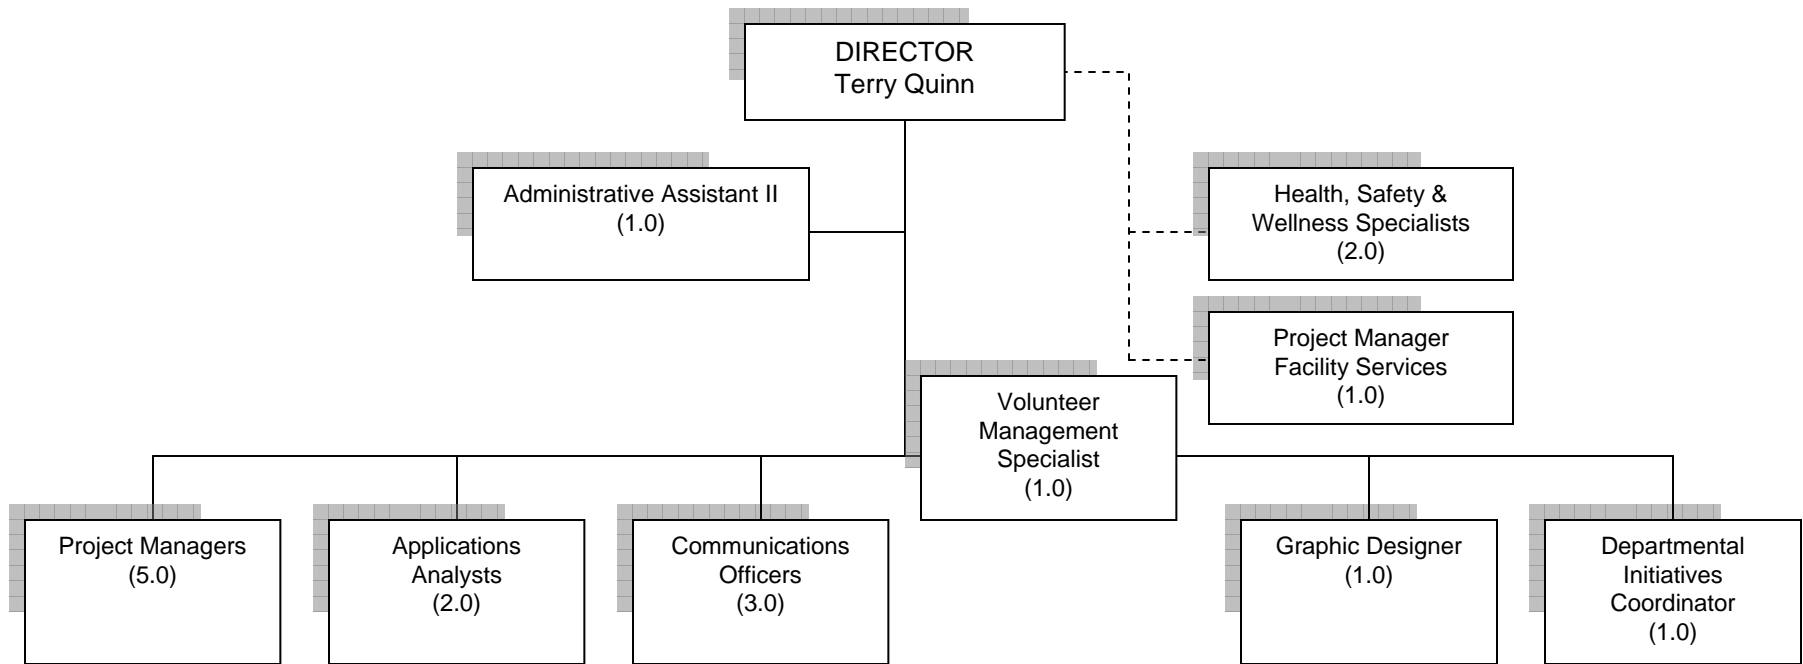 DIRECTOR
Terry Quinn
Administrative Assistant II
(1.0)
Health, Safety &
Wellness Specialists
(2.0)
Project Manager
Facility Services
(1.0)
Volunteer
Management
Specialist
(1.0)
Project Managers
(5.0)
Applications
Analysts
(2.0)
Communications
Officers
(3.0)
Graphic Designer
(1.0)
Departmental
Initiatives
Coordinator
(1.0)